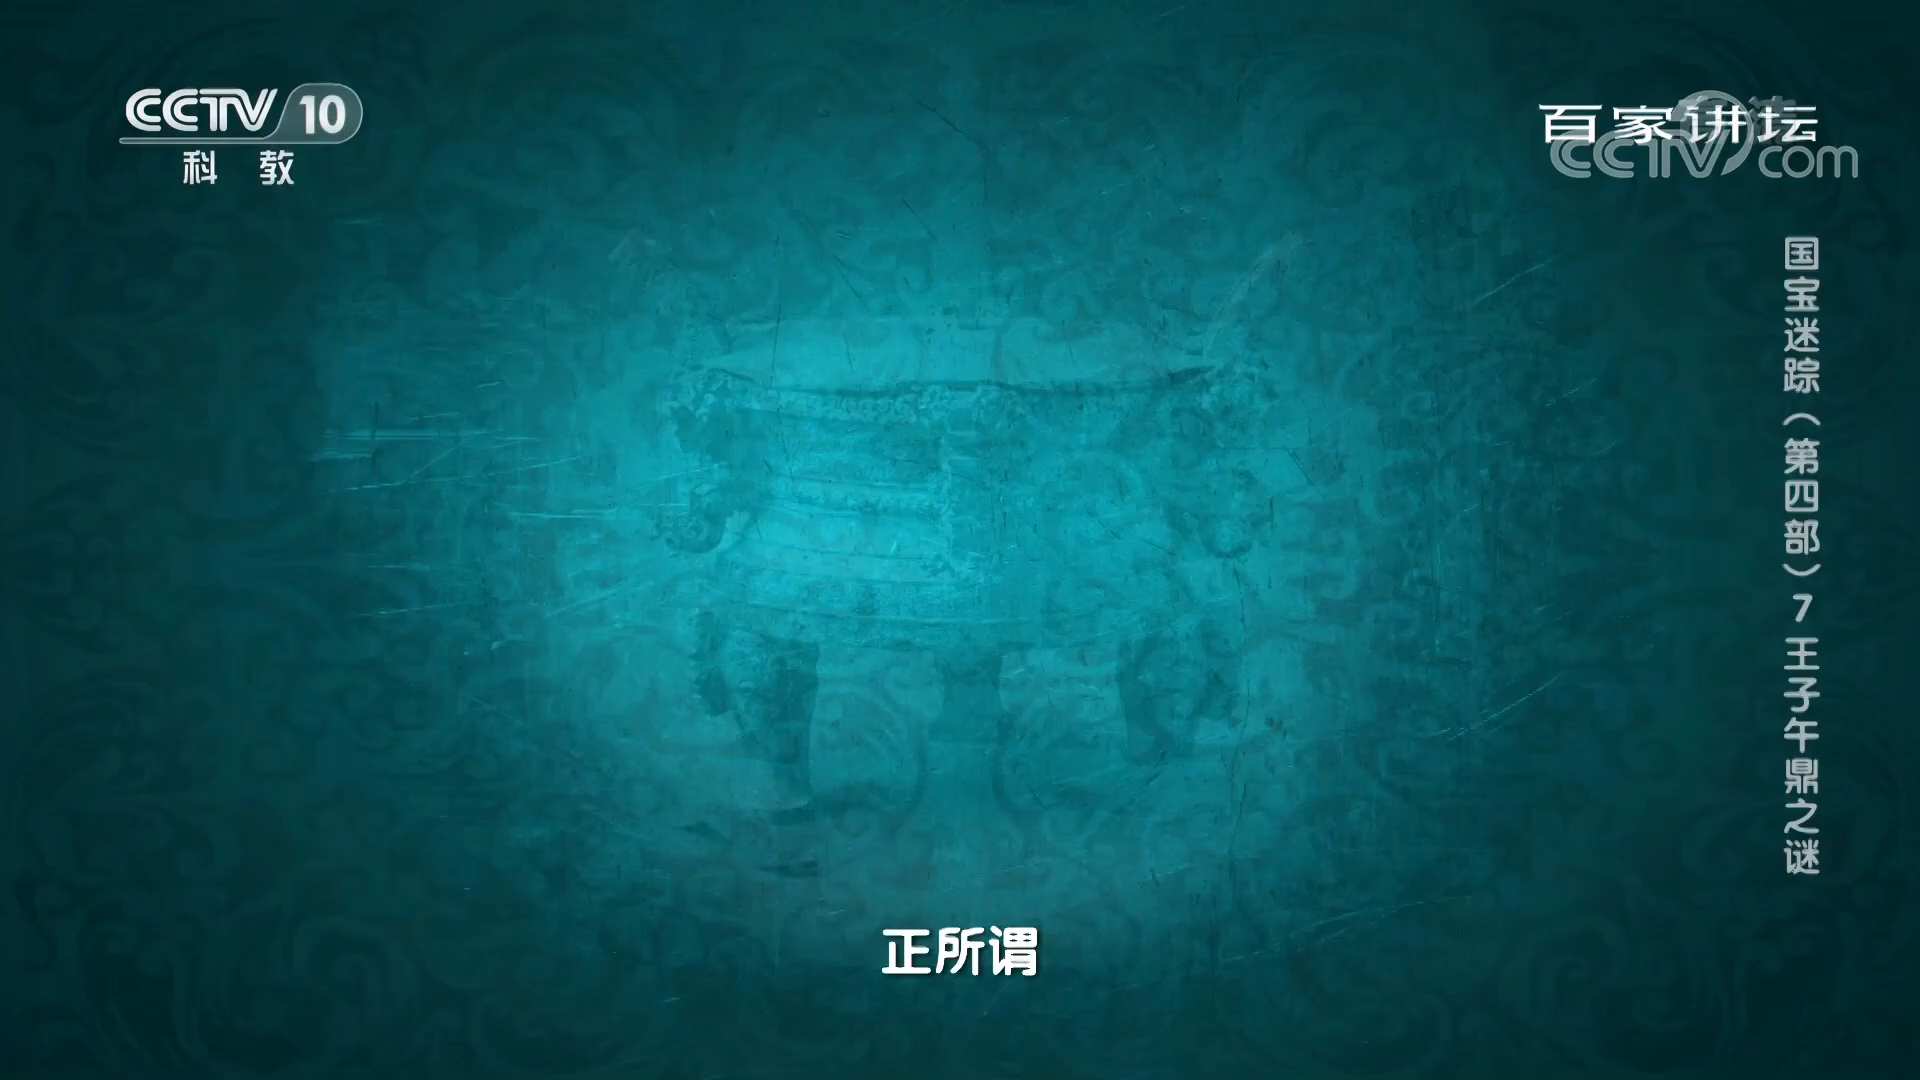 CCTV 10
科 教
百家讲坛
CCTV.com
国宝迷踪（第四部）7 王子午鼎之谜
正所谓